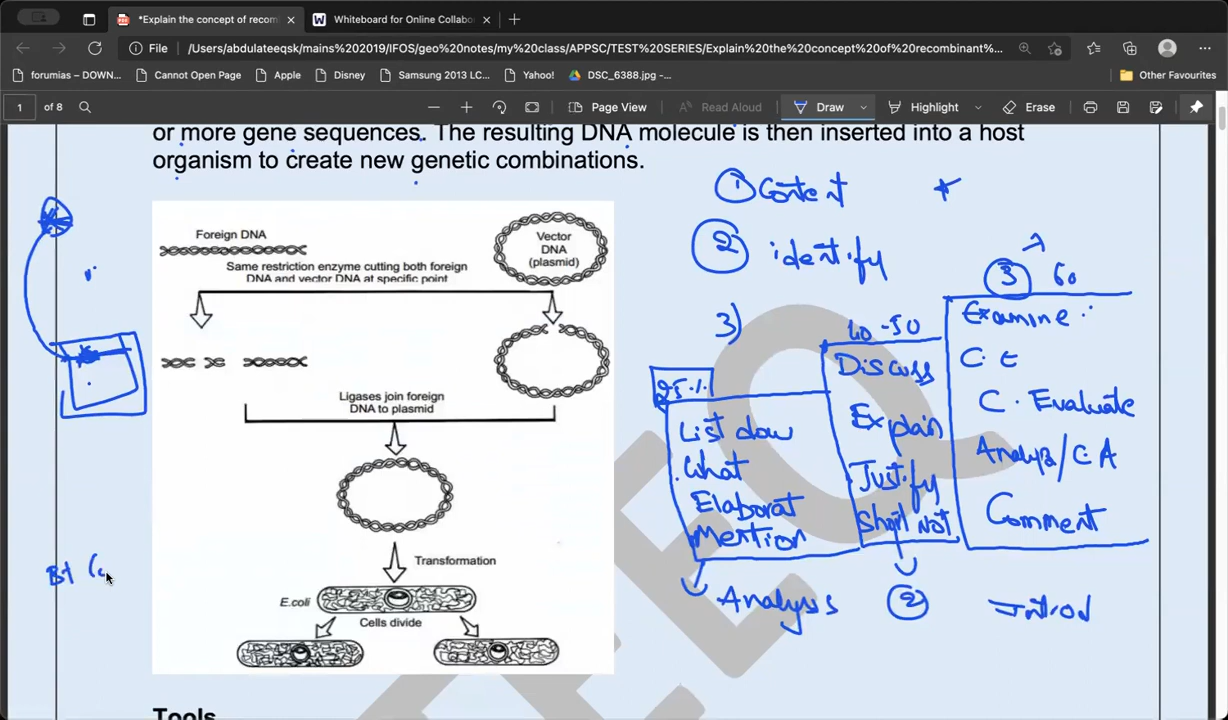 *Explain the concept of recom
Whiteboard for Online Collabo
File /Users/abdulateeqsk/mains%202019/IFOS/geo%20notes/my%20class/APPSC/TEST%20SERIES/Explain%20the%20concept%20of%20recombinant%...
forumias – DOWN...
Cannot Open Page
Apple
Disney
Samsung 2013 LC...
Yahoo!
DSC_6388.jpg -...
Other Favourites
1 of 8
Page View
Read Aloud
Draw
Highlight
Erase
or more gene sequences. The resulting DNA molecule is then inserted into a host
organism to create new genetic combinations.
Foreign DNA
Vector
DNA
(plasmid)
Same restriction enzyme cutting both foreign
DNA and vector DNA at specific point
Ligases join foreign
DNA to plasmid
Transformation
E.coli
Cells divide
Tools
1 Content
2 identify
3)
25%
List dow
What
Elaborat
Mention
Analysis
40-50
Discuss
Explain
Justify
Short Not
2
3 60
Examine
C. E
C. Evaluate
Analyz/CA
Comment
Introd
Bt (c
ATEEQ